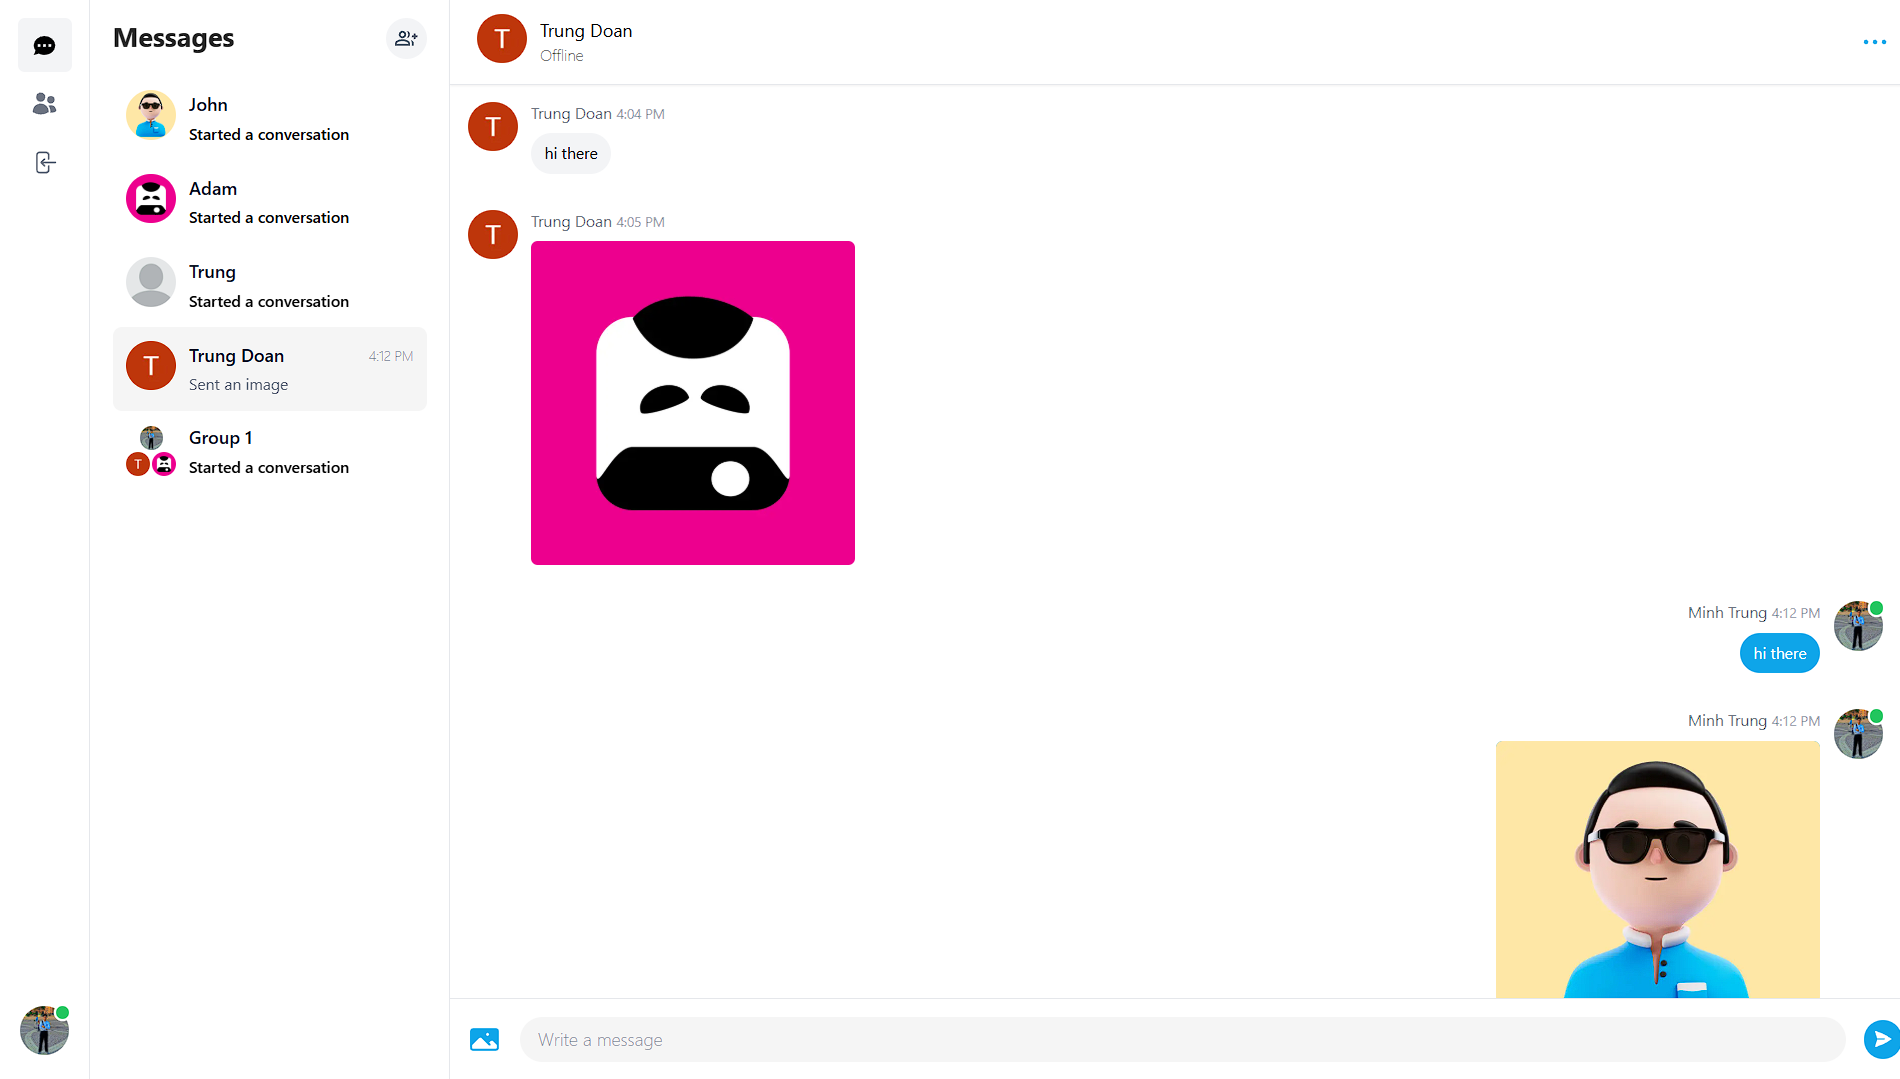 Messages
John
Started a conversation
Adam
Started a conversation
Trung
Started a conversation
T
Trung Doan 4:12 PM
Sent an image
T
Group 1
Started a conversation
T
Trung Doan
Offline
T
Trung Doan 4:04 PM
hi there
T
Trung Doan 4:05 PM
Minh Trung 4:12 PM
hi there
Minh Trung 4:12 PM
Write a message